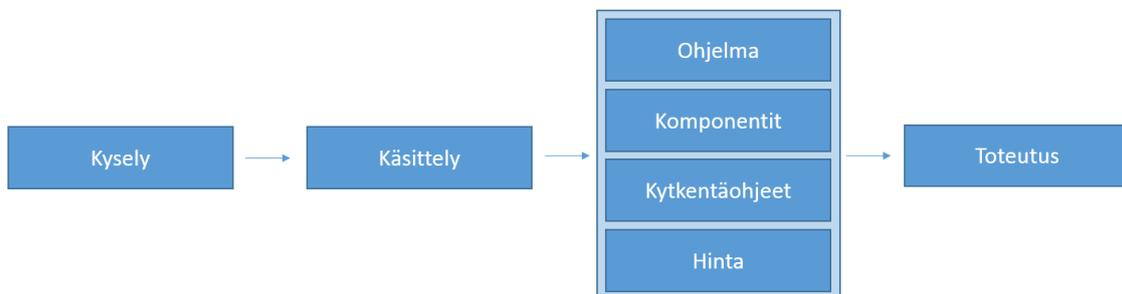 Kysely
Käsittely
Ohjelma
Komponentit
Kytkentäohjeet
Hinta
Toteutus